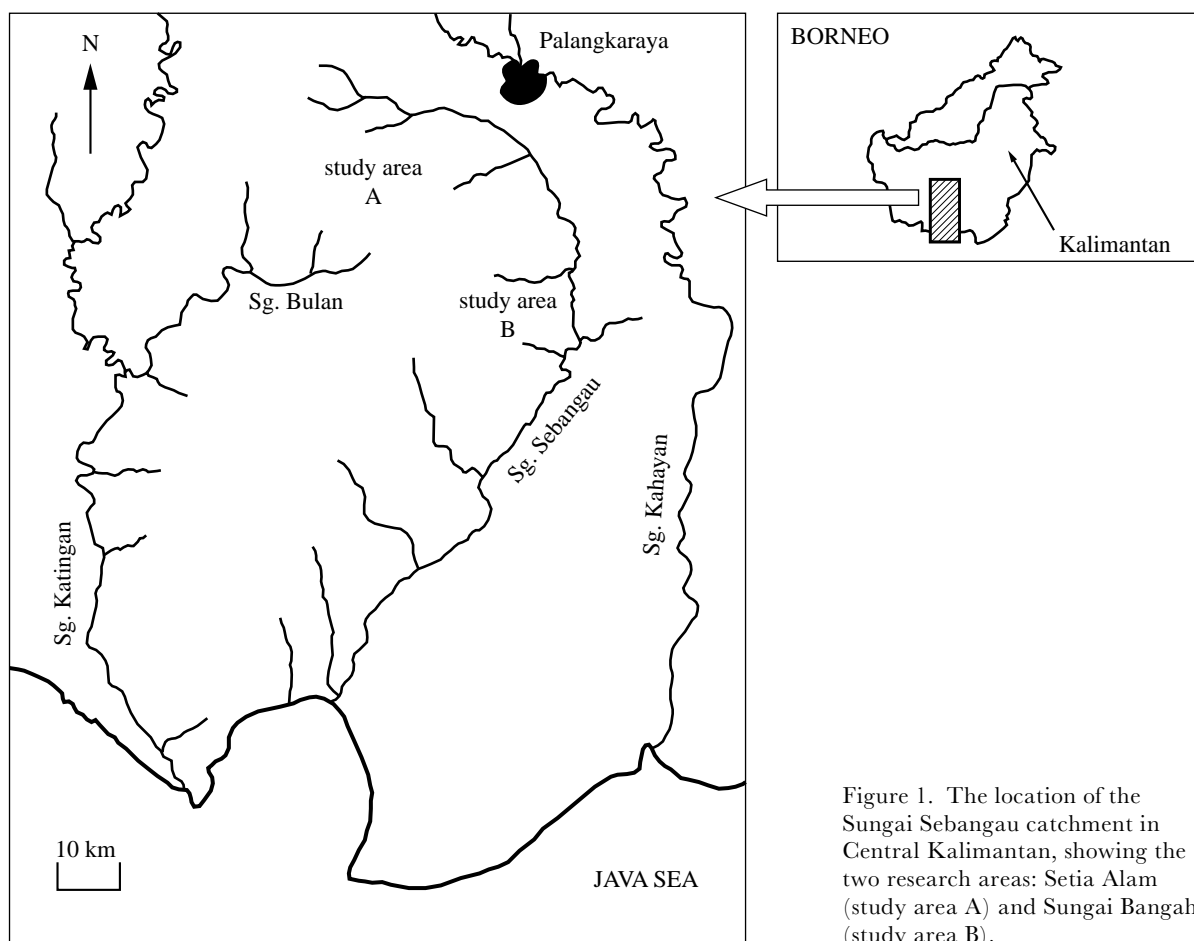 N
Palangkaraya
study area
A
Sg. Bulan
study area
B
Sg. Sebangau
Sg. Kahayan
Sg. Katingan
10 km
JAVA SEA
BORNEO
Kalimantan
Figure 1. The location of the
Sungai Sebangau catchment in
Central Kalimantan, showing the
two research areas: Setia Alam
(study area A) and Sungai Bangah
(study area B).